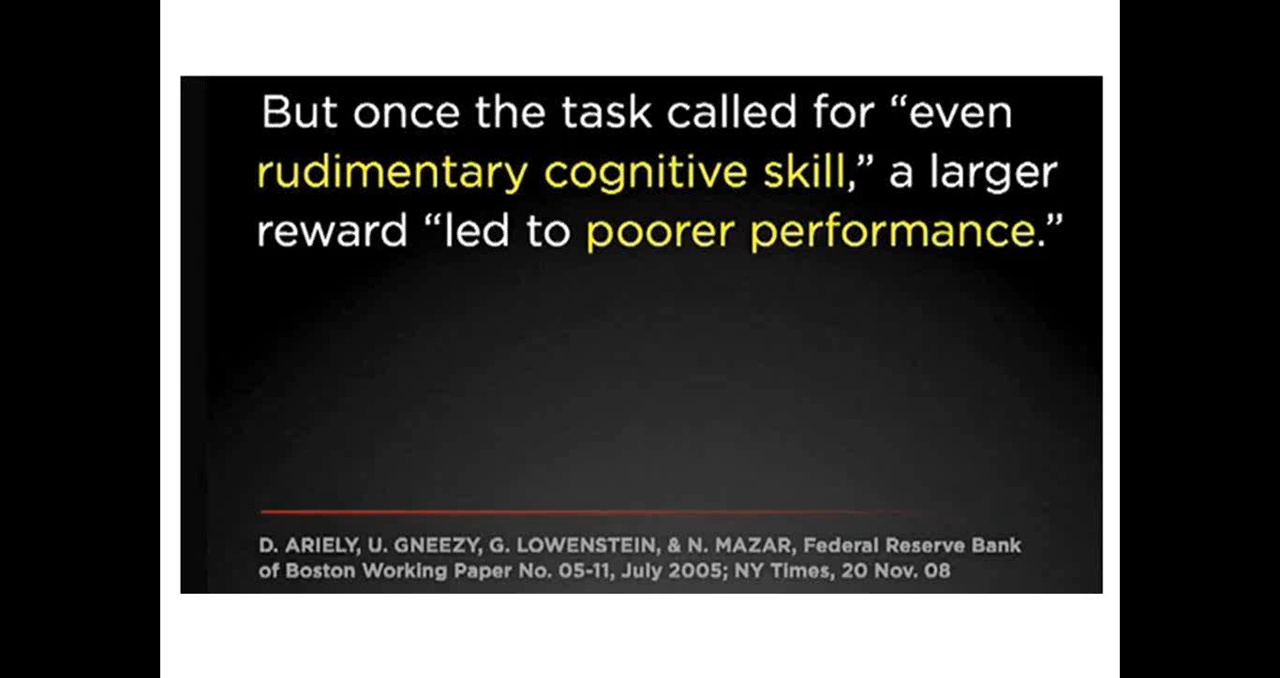 But once the task called for “even
rudimentary cognitive skill,” a larger
reward “led to poorer performance.”
D. ARIELY, U. GNEEZY, G. LOWENSTEIN, & N. MAZAR, Federal Reserve Bank
of Boston Working Paper No. 05-11, July 2005; NY Times, 20 Nov. 08